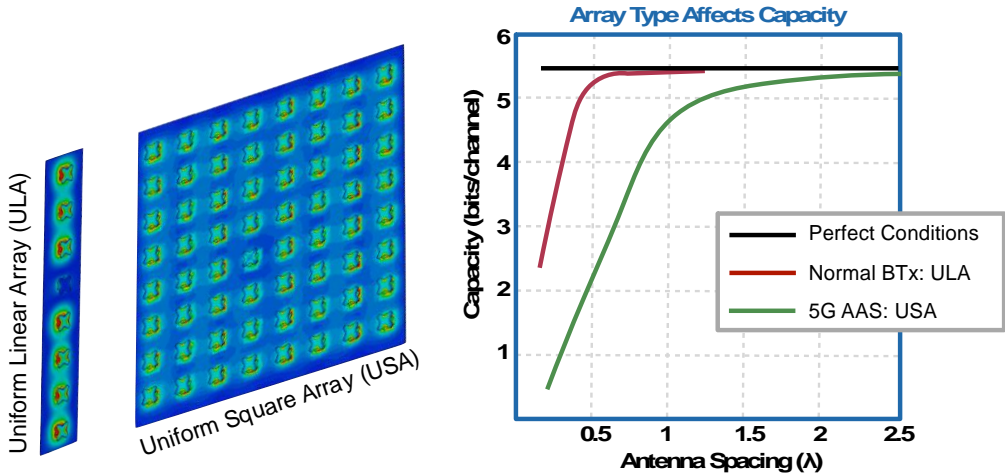 Uniform Linear Array (ULA)
Uniform Square Array (USA)
Array Type Affects Capacity
Capacity (bits/channel)
6
5
4
3
2
1
0.5 1 1.5 2 2.5
Antenna Spacing (λ)
Perfect Conditions
Normal BTx: ULA
5G AAS: USA